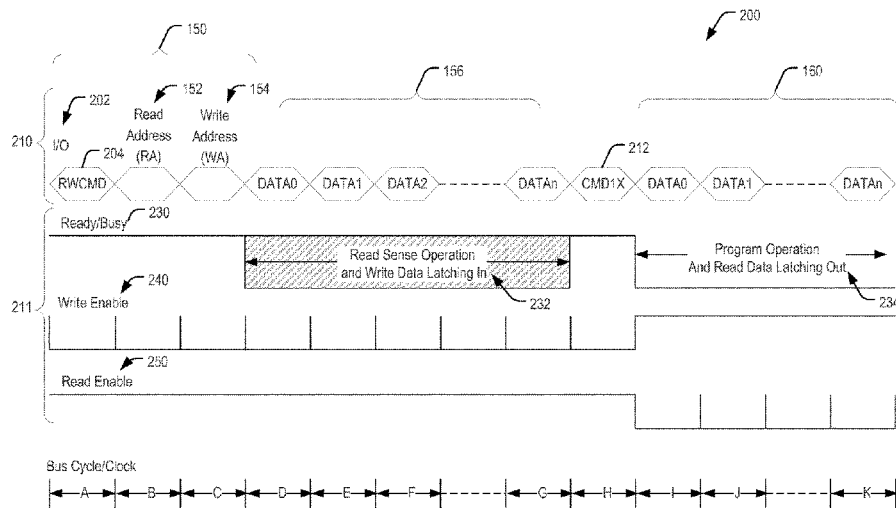 200
150
156
160
152
154
202
Read
Address
(RA)
Write
Address
(WA)
210
I/O
204
212
RWCMD
DATA0
DATA1
DATA2
DATAn
CMD1X
DATA0
DATA1
DATAn
230
Ready/Busy
Read Sense Operation
and Write Data Latching In
Program Operation
And Read Data Latching Out
240
232
234
211
Write Enable
250
Read Enable
Bus Cycle/Clock
A B C D E F G H I J K